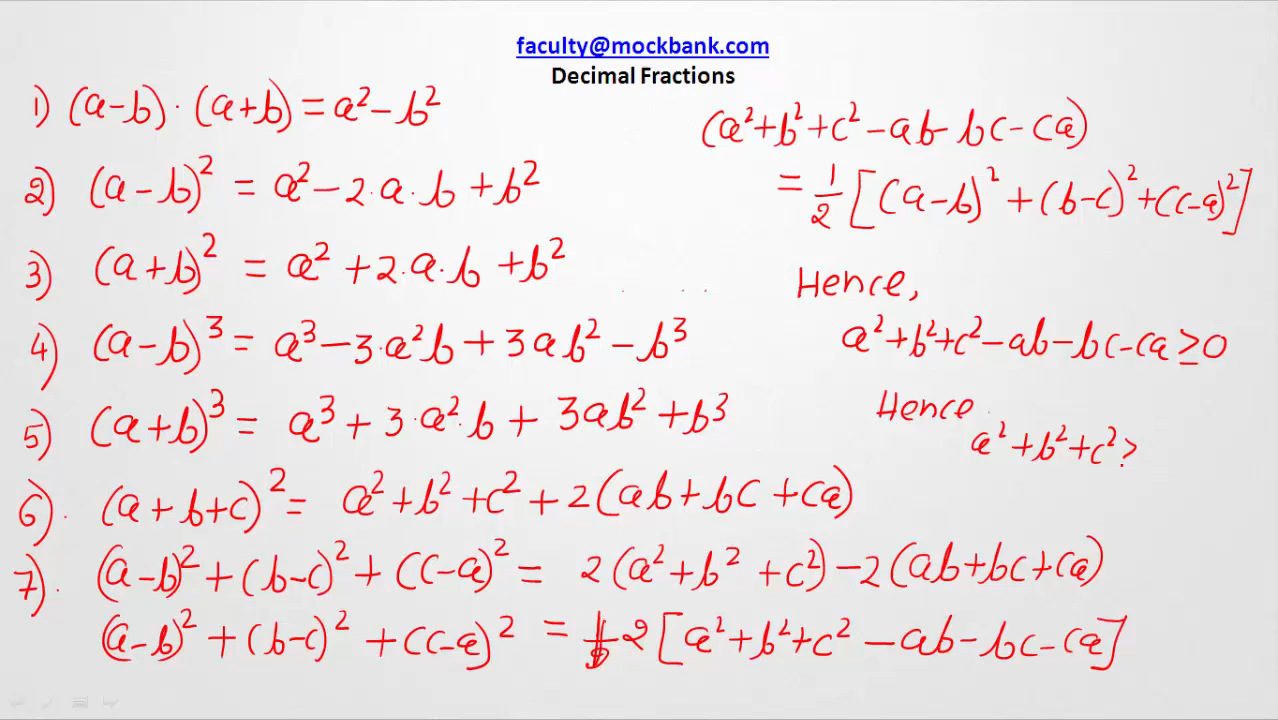 faculty@mockbank.com
Decimal Fractions
1) (a-b)·(a+b)=a²-b²
2) (a-b)² = a²-2·a·b+b²
3) (a+b)² = a²+2·a·b+b²
4) (a-b)³ = a³-3·a²b+3ab²-b³
5) (a+b)³ = a³+3·a²·b+3ab²+b³
6). (a+b+c)² = a²+b²+c²+2(ab+bc+ca)
7). (a-b)²+(b-c)²+(c-a)² = 2(a²+b²+c²)-2(ab+bc+ca)
(a-b)²+(b-c)²+(c-a)² = 2[a²+b²+c²-ab-bc-ca]
(a²+b²+c²-ab-bc-ca)
= 1/2[(a-b)²+(b-c)²+(c-a)²]
Hence,
a²+b²+c²-ab-bc-ca≥0
Hence
a²+b²+c²>